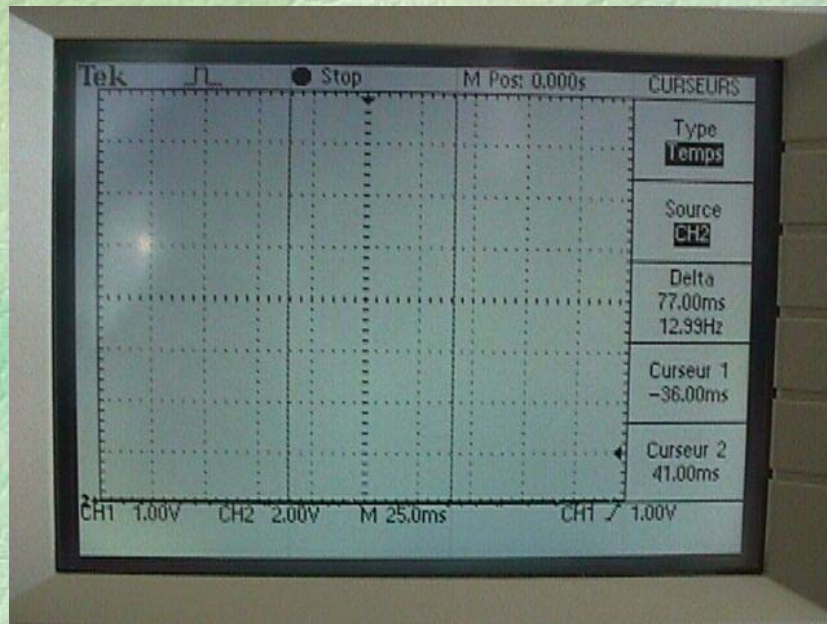 Tek Stop M Pos: 0.000s CURSEURS
Type
Temps
Source
CH2
Delta
77.00ms
12.99Hz
Curseur 1
-36.00ms
Curseur 2
41.00ms
2
CH1 1.00V CH2 2.00V M 25.0ms CH1 1.00V